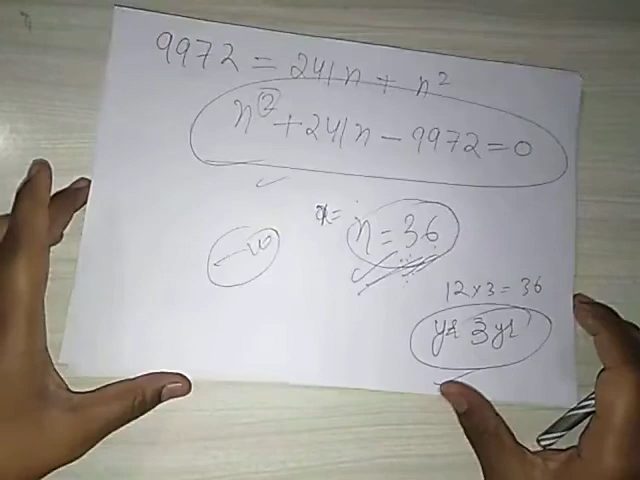 9972 = 241n + n²
n² + 241n - 9972 = 0
n = 36
12 x 3 = 36
3 yr